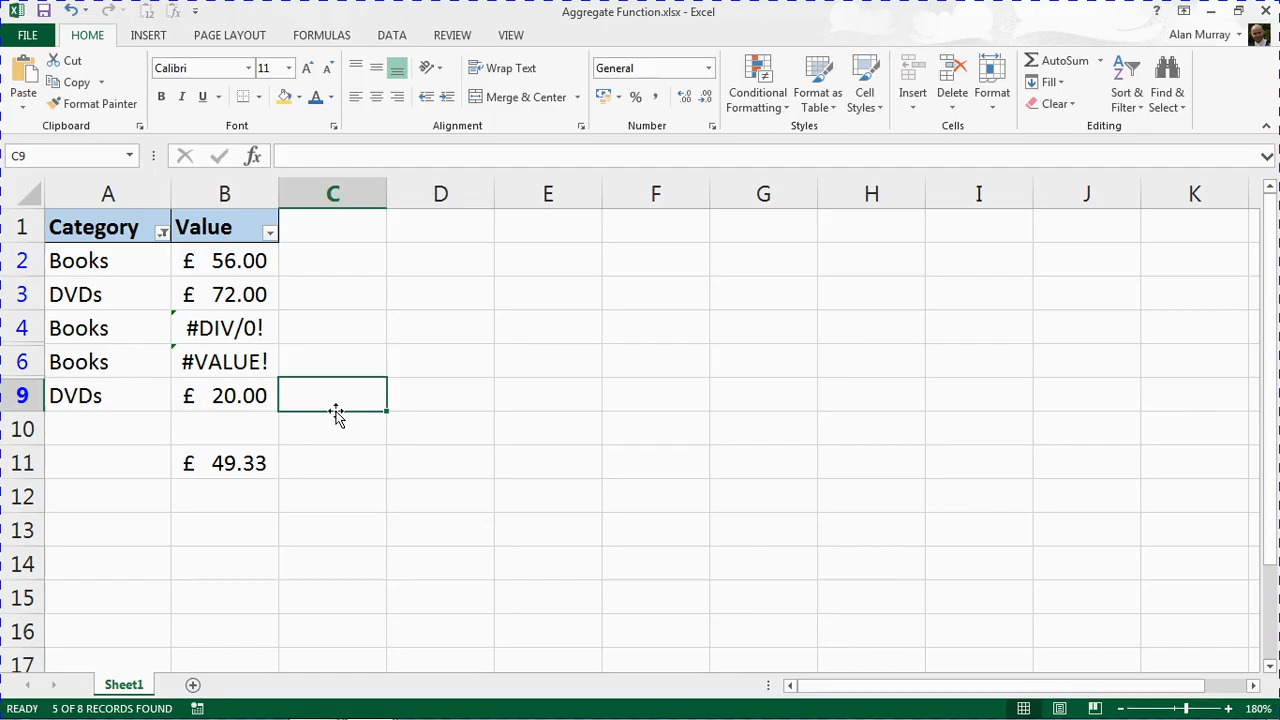 Aggregate Function.xlsx - Excel
FILE HOME INSERT PAGE LAYOUT FORMULAS DATA REVIEW VIEW Alan Murray
Paste
Cut
Copy
Format Painter
Clipboard
Calibri 11
B I U
Font
Wrap Text
Merge & Center
Alignment
General
%
Number
Conditional Formatting
Format as Table
Cell Styles
Styles
Insert
Delete
Format
Cells
AutoSum
Fill
Clear
Sort & Filter
Find & Select
Editing
C9 fx
A B C D E F G H I J K
1 Category Value
2 Books £ 56.00
3 DVDs £ 72.00
4 Books #DIV/0!
6 Books #VALUE!
9 DVDs £ 20.00
10
11 £ 49.33
12
13
14
15
16
17
Sheet1
READY 5 OF 8 RECORDS FOUND 180%